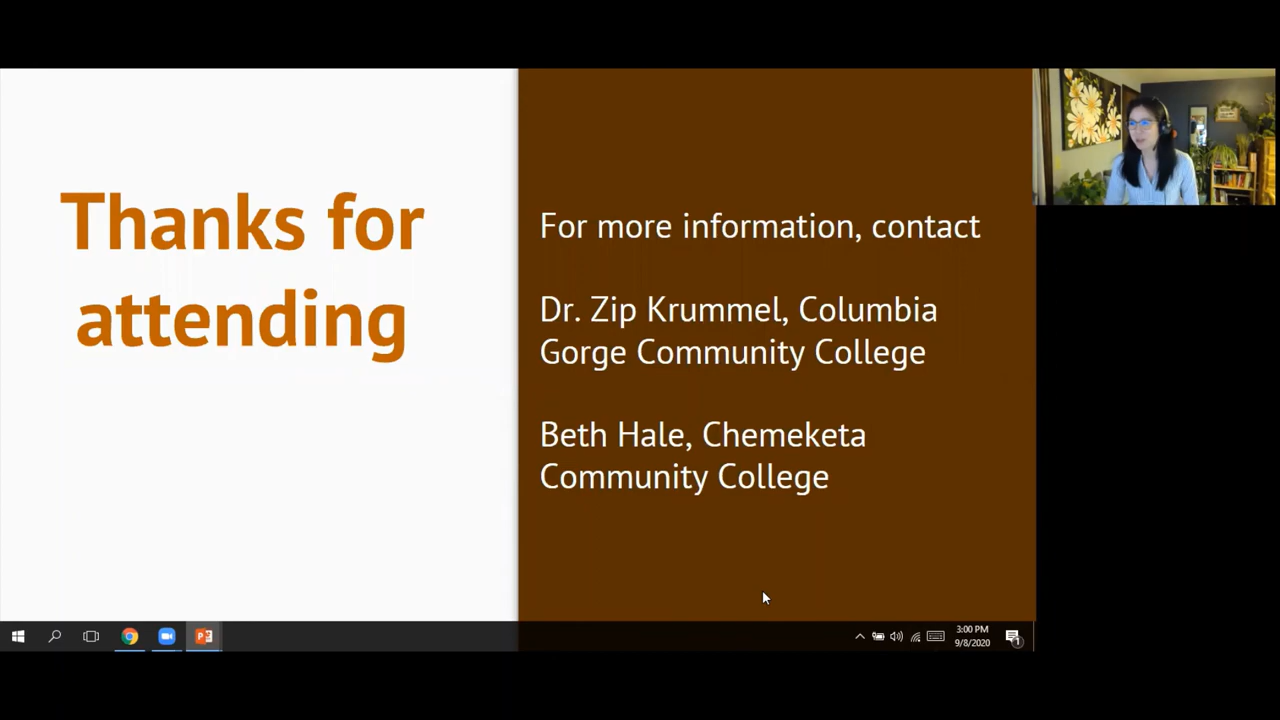 Thanks for
attending
For more information, contact
Dr. Zip Krummel, Columbia
Gorge Community College
Beth Hale, Chemeketa
Community College
3:00 PM
9/8/2020
1